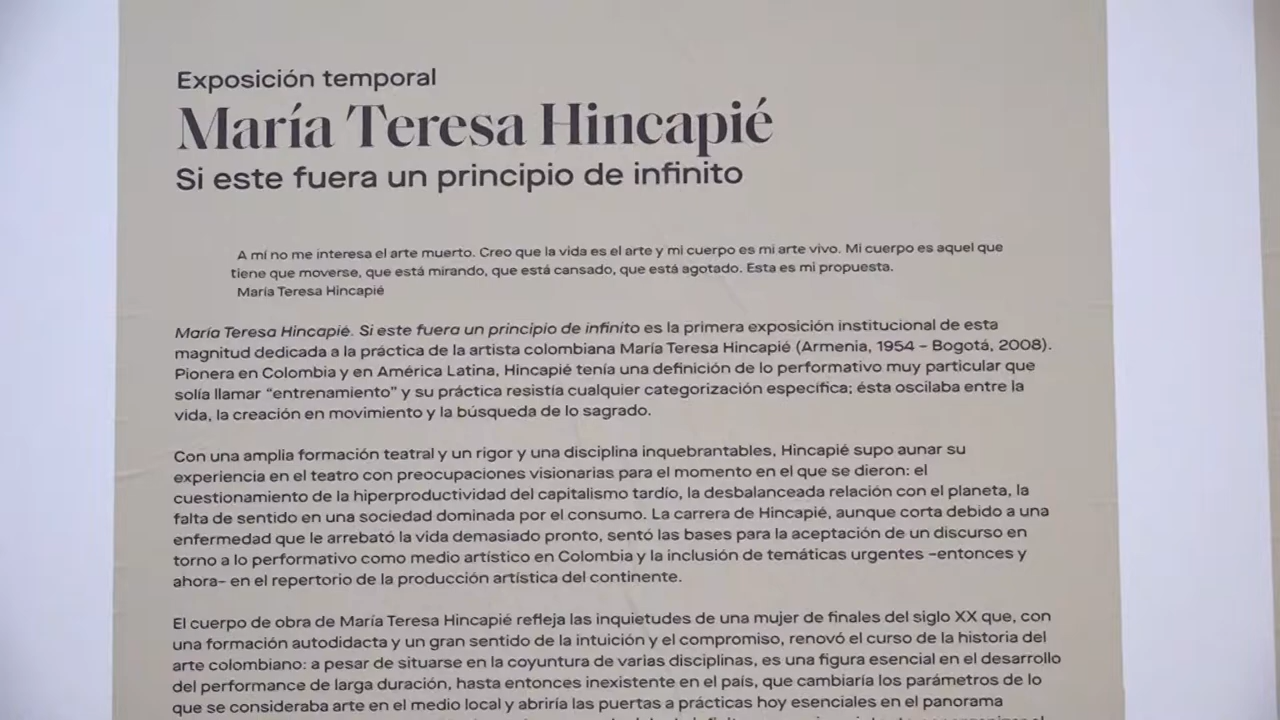 Exposición temporal
María Teresa Hincapié
Si este fuera un principio de infinito
A mí no me interesa el arte muerto. Creo que la vida es el arte y mi cuerpo es mi arte vivo. Mi cuerpo es aquel que
tiene que moverse, que está mirando, que está cansado, que está agotado. Esta es mi propuesta.
María Teresa Hincapié
María Teresa Hincapié. Si este fuera un principio de infinito es la primera exposición institucional de esta
magnitud dedicada a la práctica de la artista colombiana María Teresa Hincapié (Armenia, 1954 – Bogotá, 2008).
Pionera en Colombia y en América Latina, Hincapié tenía una definición de lo performativo muy particular que
solía llamar “entrenamiento” y su práctica resistía cualquier categorización específica; ésta oscilaba entre la
vida, la creación en movimiento y la búsqueda de lo sagrado.
Con una amplia formación teatral y un rigor y una disciplina inquebrantables, Hincapié supo aunar su
experiencia en el teatro con preocupaciones visionarias para el momento en el que se dieron: el
cuestionamiento de la hiperproductividad del capitalismo tardío, la desbalanceada relación con el planeta, la
falta de sentido en una sociedad dominada por el consumo. La carrera de Hincapié, aunque corta debido a una
enfermedad que le arrebató la vida demasiado pronto, sentó las bases para la aceptación de un discurso en
torno a lo performativo como medio artístico en Colombia y la inclusión de temáticas urgentes –entonces y
ahora– en el repertorio de la producción artística del continente.
El cuerpo de obra de María Teresa Hincapié refleja las inquietudes de una mujer de finales del siglo XX que, con
una formación autodidacta y un gran sentido de la intuición y el compromiso, renovó el curso de la historia del
arte colombiano: a pesar de situarse en la coyuntura de varias disciplinas, es una figura esencial en el desarrollo
del performance de larga duración, hasta entonces inexistente en el país, que cambiaría los parámetros de lo
que se consideraba arte en el medio local y abriría las puertas a prácticas hoy esenciales en el panorama